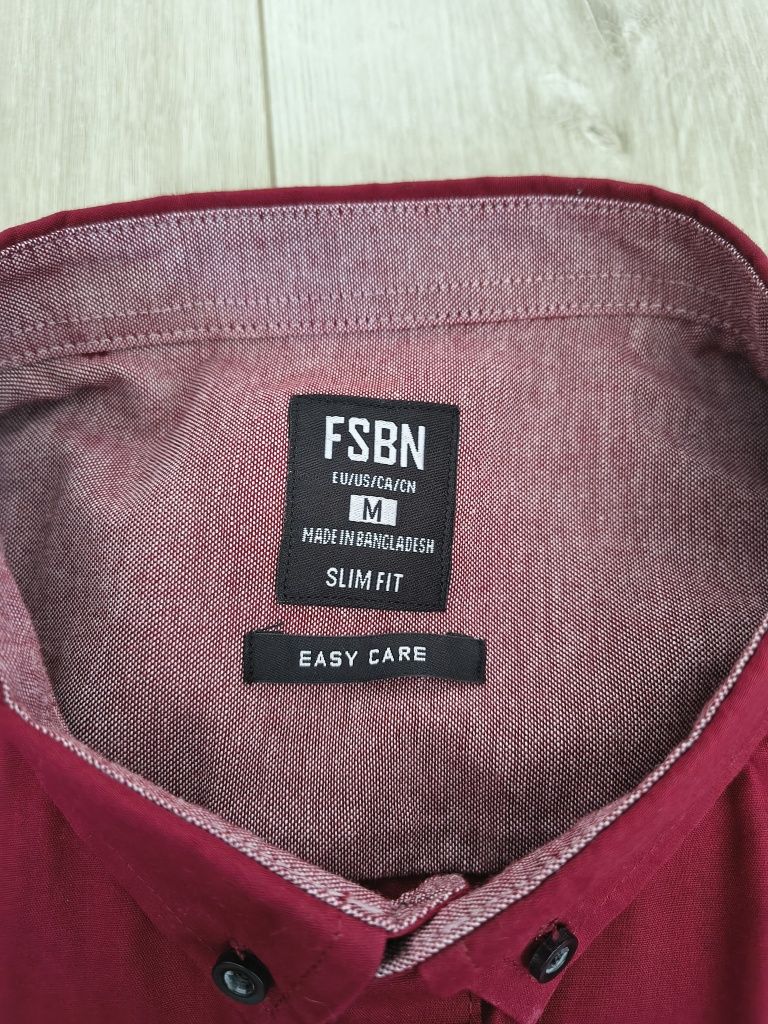 FSBN
EU/US/CA/CN
M
MADE IN BANGLADESH
SLIM FIT
EASY CARE